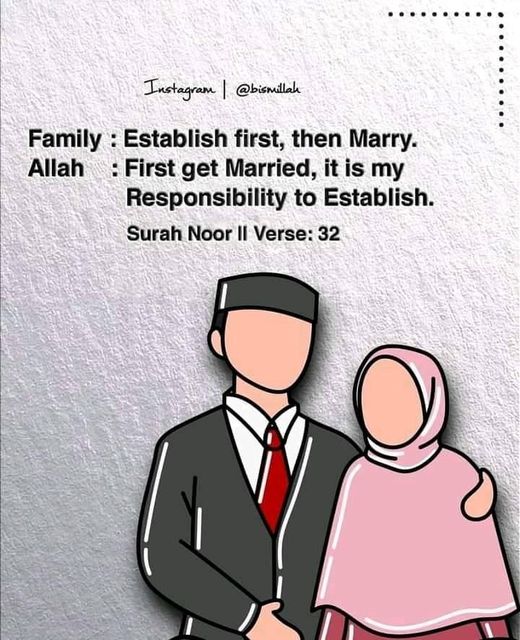 Instagram | @bismillah
Family : Establish first, then Marry.
Allah : First get Married, it is my
Responsibility to Establish.
Surah Noor || Verse: 32